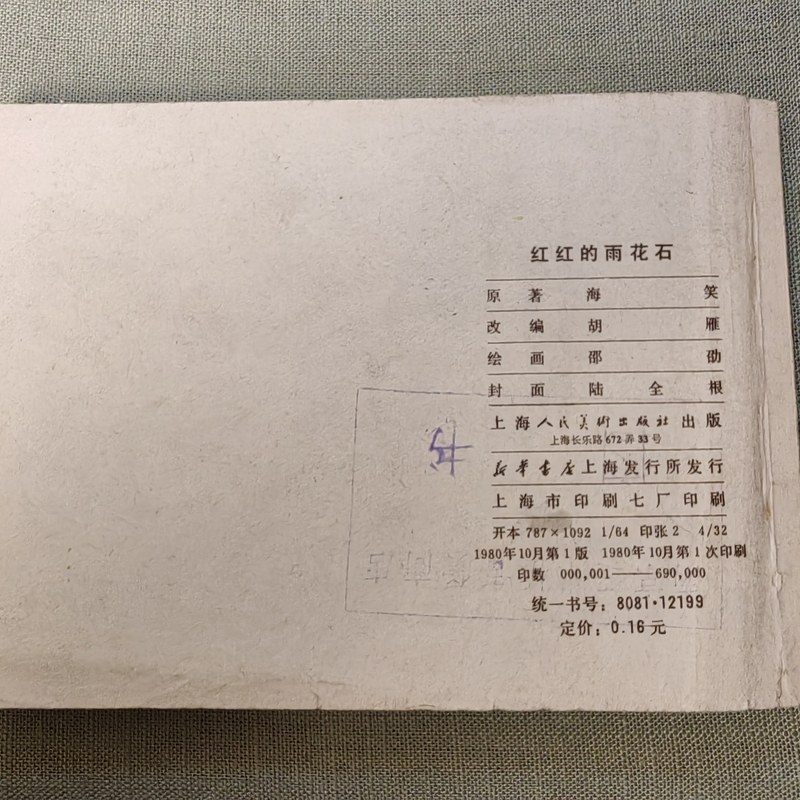 红红的雨花石
原著 海笑
改编 胡雁
绘画 邵劭
封面 陆全根
上海人民美術出版社出版
上海长乐路672弄33号
新华书店上海发行所发行
上海市印刷七厂印刷
开本 787×1092 1/64 印张 2 4/32
1980年10月第1版 1980年10月第1次印刷
印数 000,001——690,000
统一书号：8081·12199
定价：0.16元